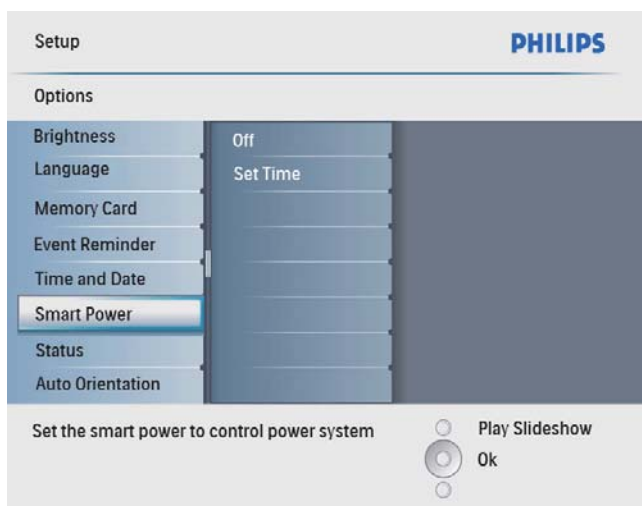 Setup
PHILIPS
Options
Brightness
Off
Language
Set Time
Memory Card
Event Reminder
Time and Date
Smart Power
Status
Auto Orientation
Set the smart power to control power system
Play Slideshow
Ok